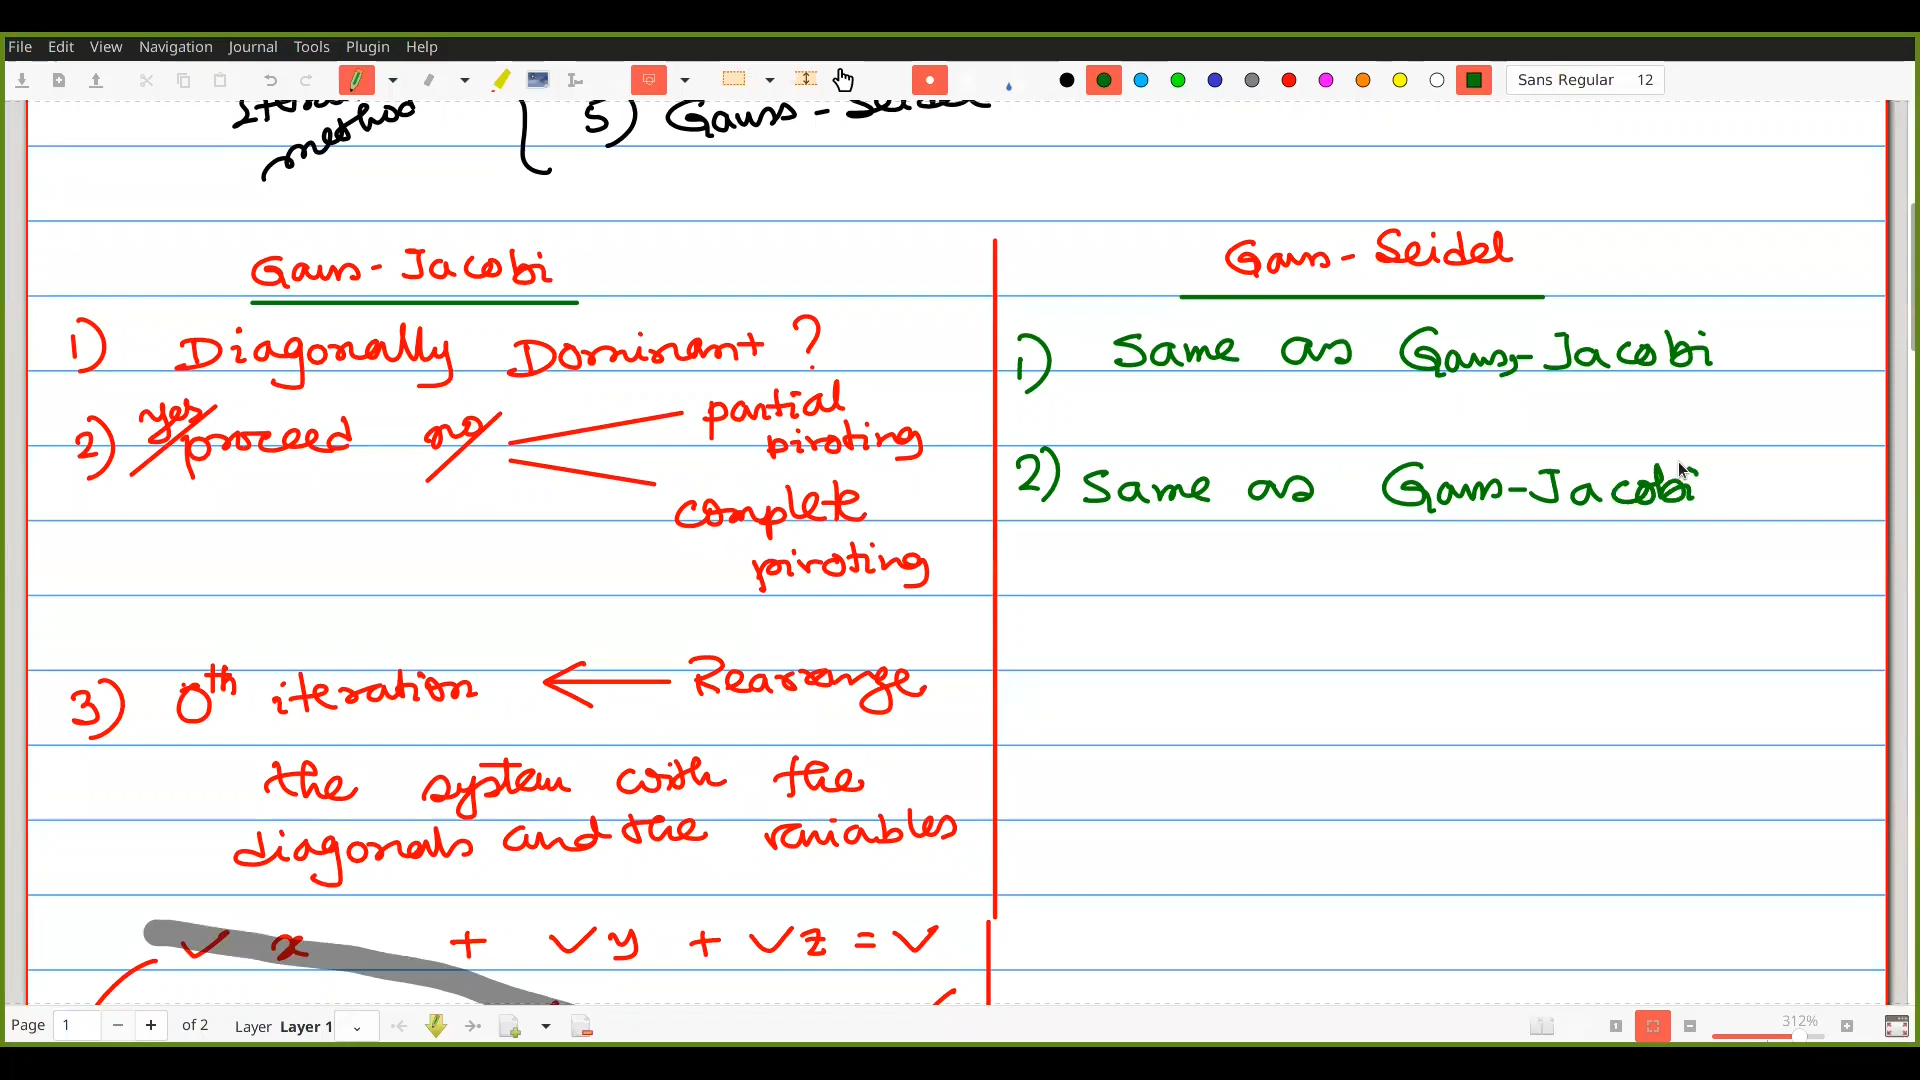 File Edit View Navigation Journal Tools Plugin Help
Sans Regular 12
method
5) Gauss - Seidel
Gauss - Jacobi
1) Diagonally Dominant ?
2) yes proceed no partial pivoting
complete pivoting
3) 0th iteration ← Rearrange
the system with the
diagonals and the variables
✓ x + ✓ y + ✓ z = ✓
Gauss - Seidel
1) Same as Gauss-Jacobi
2) Same as Gauss-Jacobi
Page 1 of 2 Layer Layer 1 312%